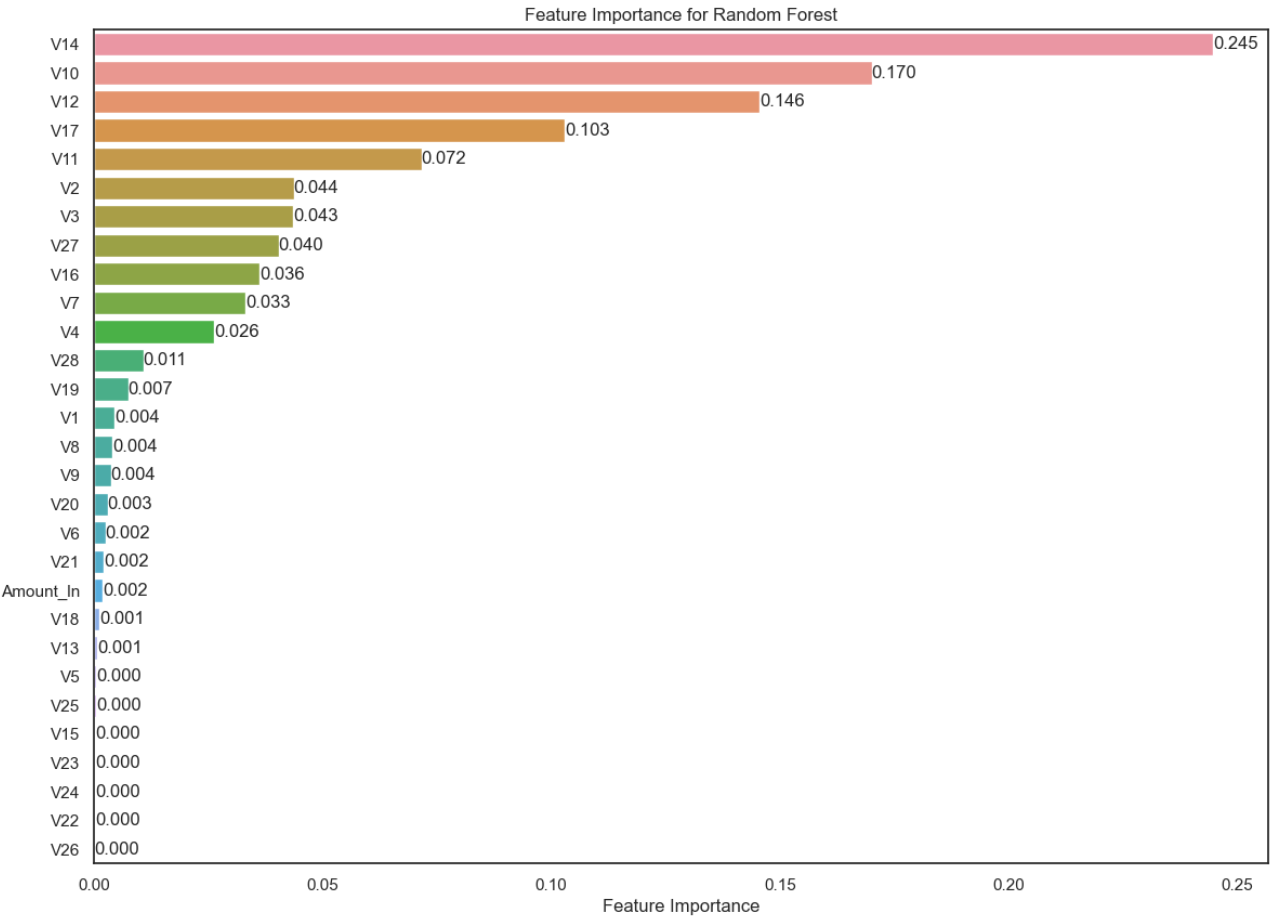 Feature Importance for Random Forest
V14 0.245
V10 0.170
V12 0.146
V17 0.103
V11 0.072
V2 0.044
V3 0.043
V27 0.040
V16 0.036
V7 0.033
V4 0.026
V28 0.011
V19 0.007
V1 0.004
V8 0.004
V9 0.004
V20 0.003
V6 0.002
V21 0.002
Amount_In 0.002
V18 0.001
V13 0.001
V5 0.000
V25 0.000
V15 0.000
V23 0.000
V24 0.000
V22 0.000
V26 0.000
0.00 0.05 0.10 0.15 0.20 0.25
Feature Importance